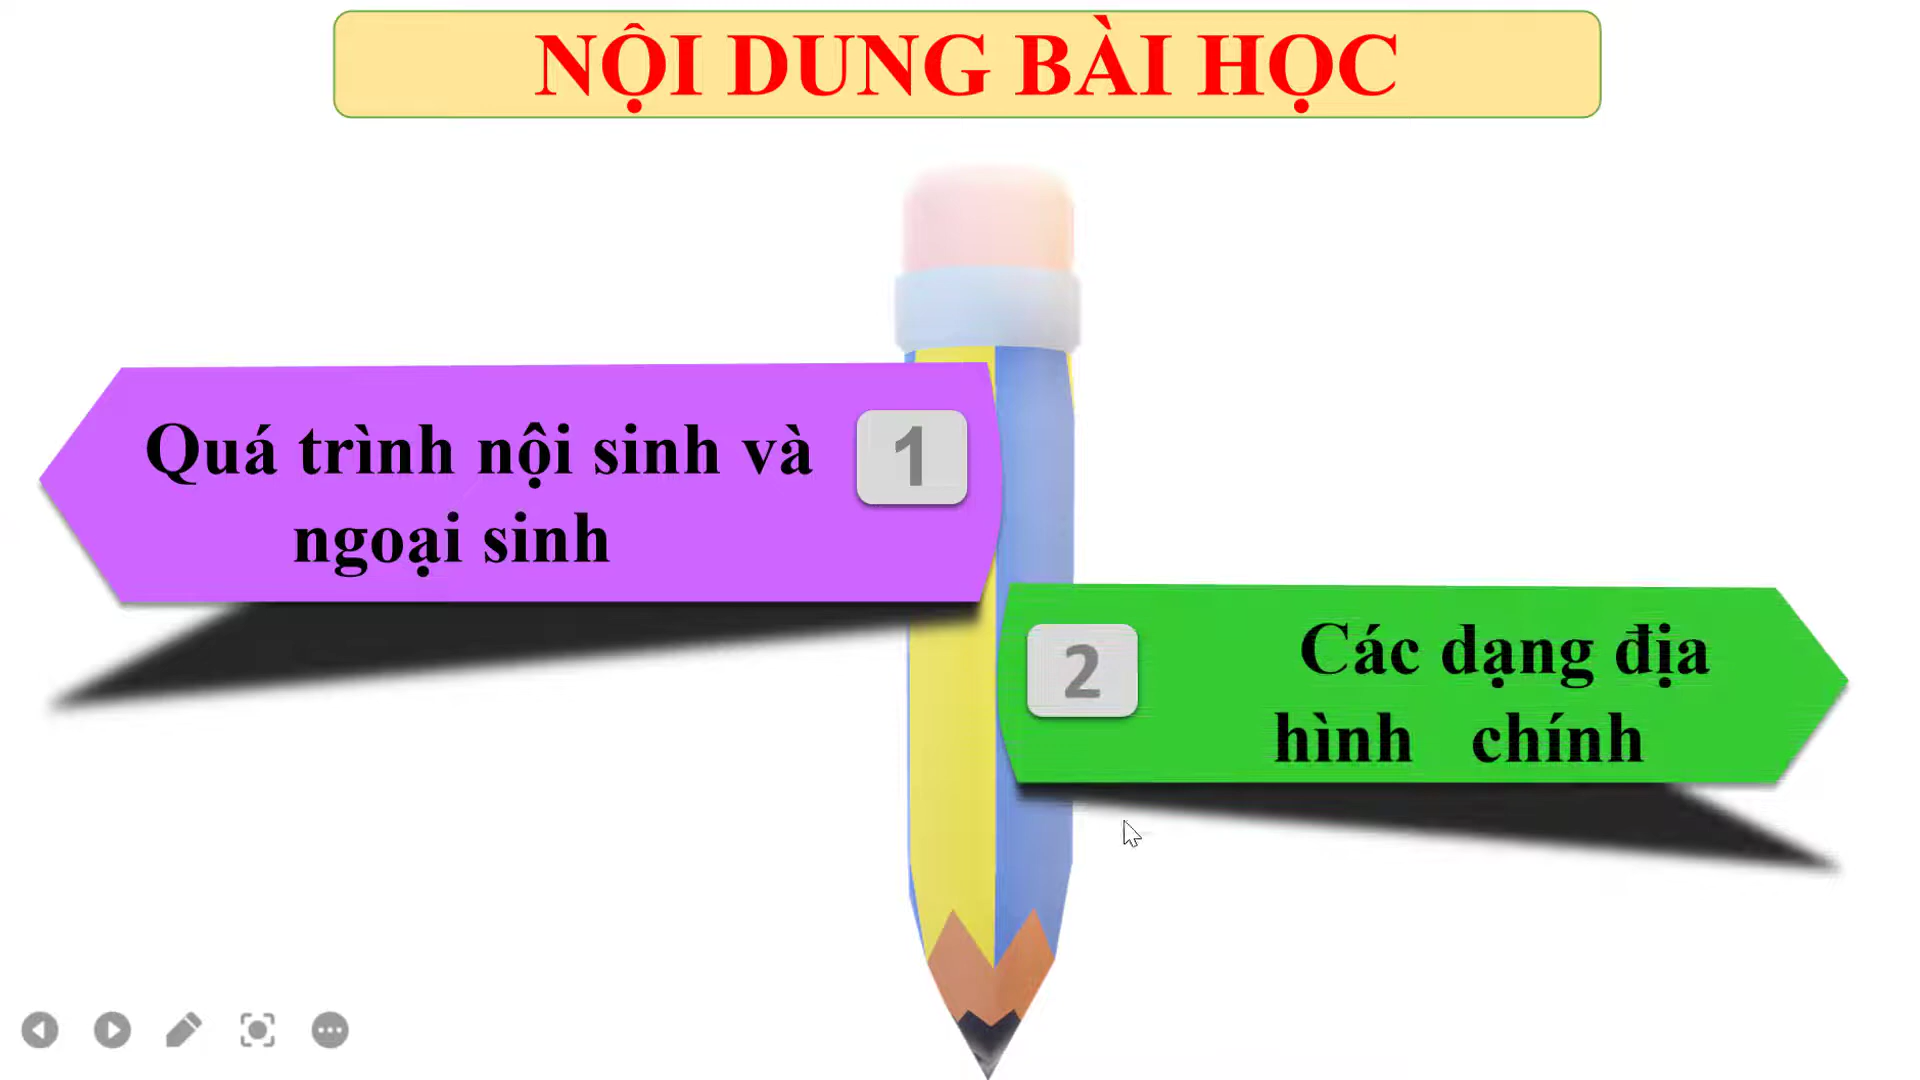 NỘI DUNG BÀI HỌC
Quá trình nội sinh và
ngoại sinh
1
2
Các dạng địa
hình chính